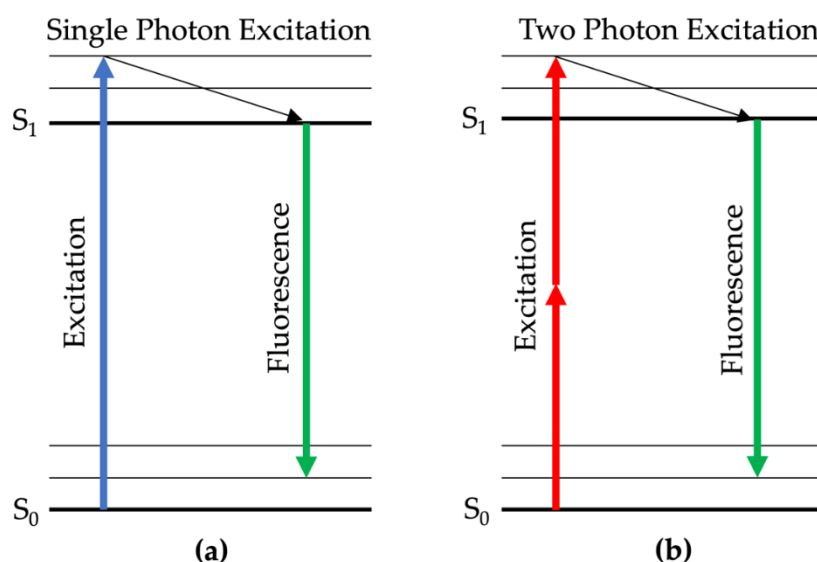 Single Photon Excitation
S₁
Excitation
Fluorescence
S₀
(a)
Two Photon Excitation
S₁
Excitation
Fluorescence
S₀
(b)